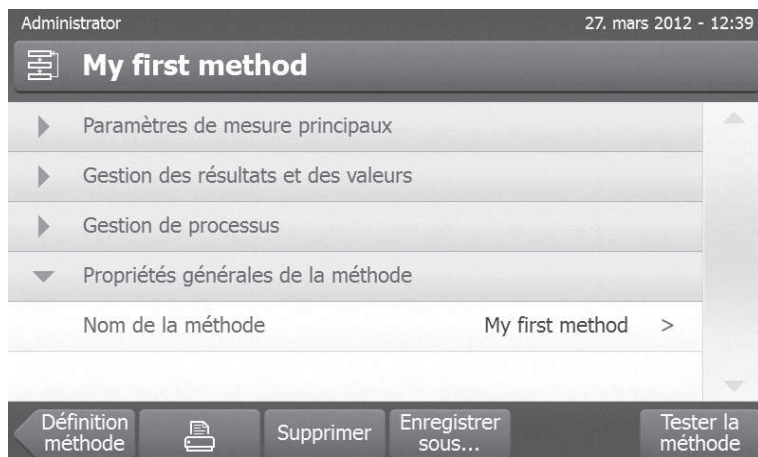 Administrator 27. mars 2012 - 12:39
My first method
Paramètres de mesure principaux
Gestion des résultats et des valeurs
Gestion de processus
Propriétés générales de la méthode
Nom de la méthode My first method >
Définition
méthode
Supprimer
Enregistrer
sous...
Tester la
méthode